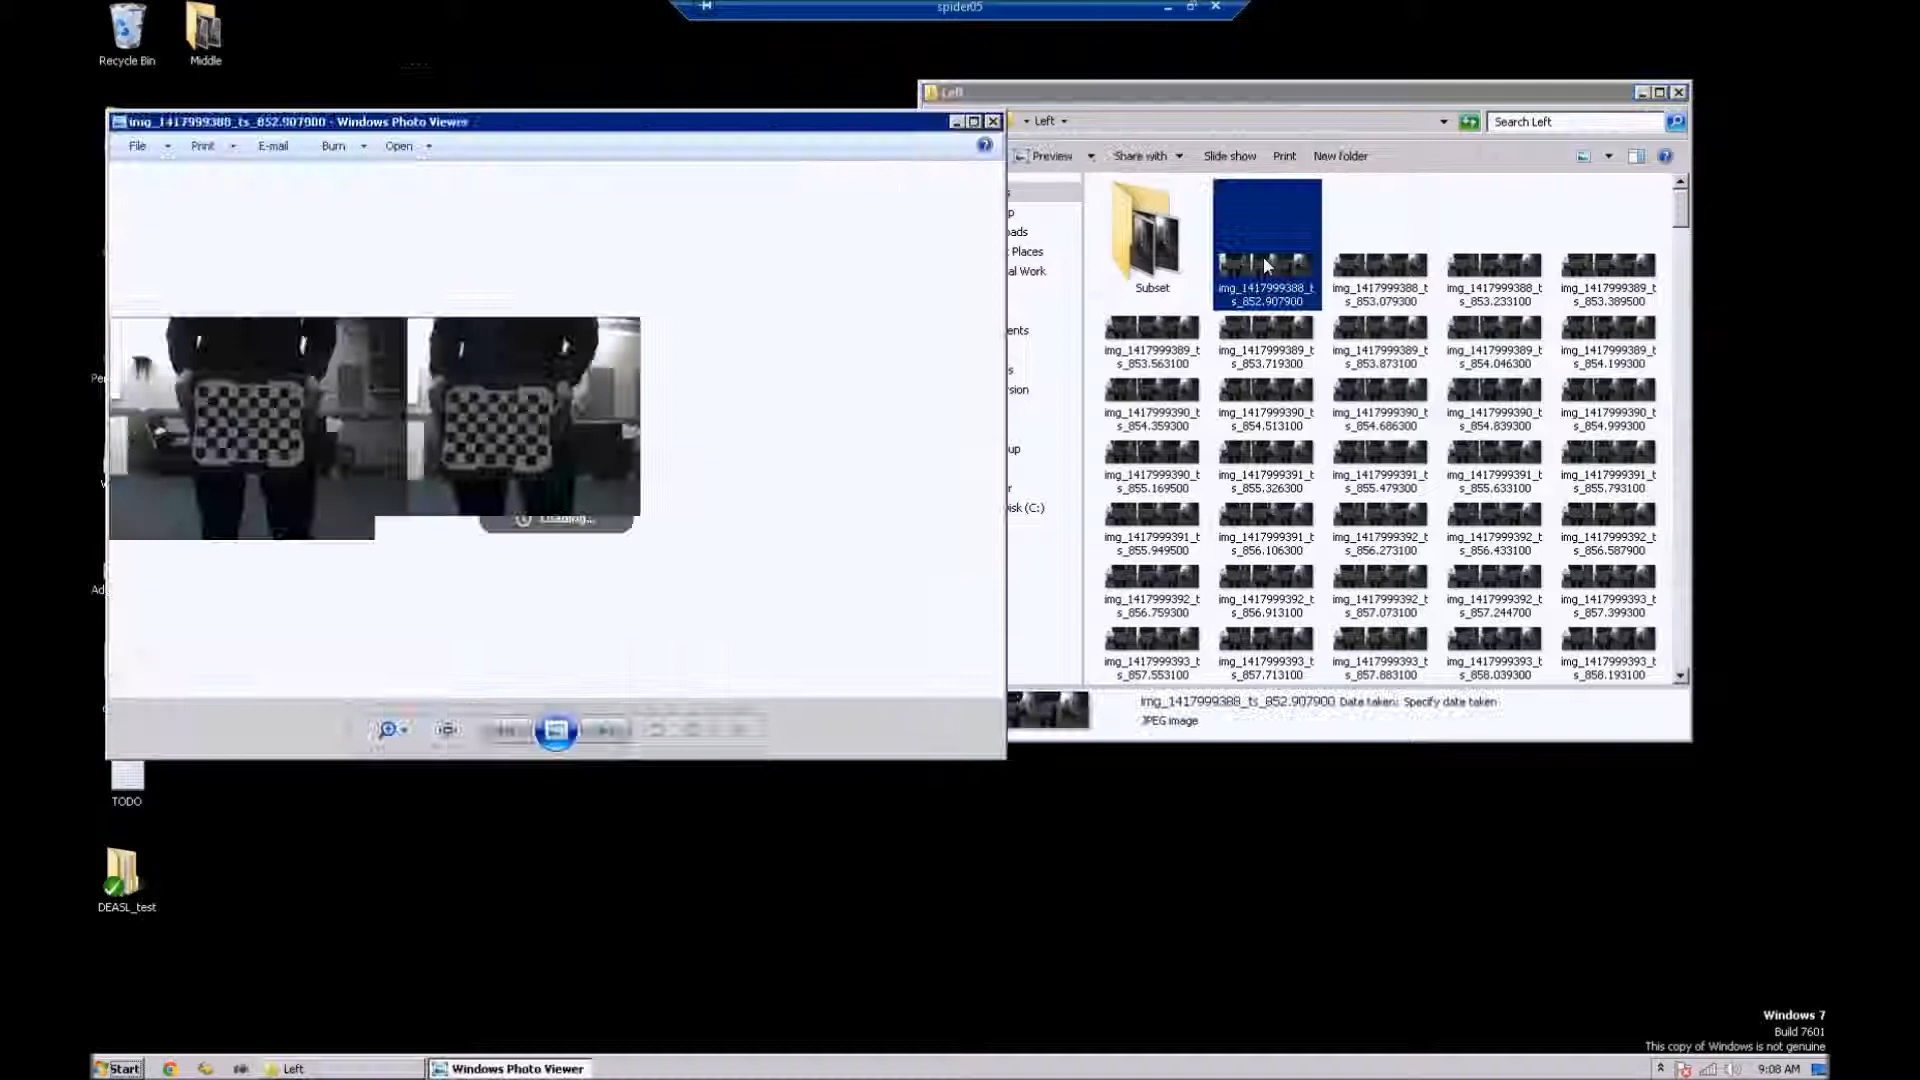 spider05
Recycle Bin
Middle
Left
img_1417999388_ts_852.907900 - Windows Photo Viewer
Left
Search Left
File
Print
E-mail
Burn
Open
Preview
Share with
Slide show
Print
New folder
Places
Subset
img_1417999388_t
s_852.907900
img_1417999388_t
s_853.079300
img_1417999388_t
s_853.233100
img_1417999389_t
s_853.389500
img_1417999389_t
s_853.563100
img_1417999389_t
s_853.719300
img_1417999389_t
s_853.873100
img_1417999389_t
s_854.046300
img_1417999389_t
s_854.199300
img_1417999390_t
s_854.359300
img_1417999390_t
s_854.513100
img_1417999390_t
s_854.686300
img_1417999390_t
s_854.839300
img_1417999390_t
s_854.999300
img_1417999390_t
s_855.169500
img_1417999391_t
s_855.326300
img_1417999391_t
s_855.479300
img_1417999391_t
s_855.633100
img_1417999391_t
s_855.793100
isk (C:)
img_1417999391_t
s_855.949500
img_1417999392_t
s_856.106300
img_1417999392_t
s_856.273100
img_1417999392_t
s_856.433100
img_1417999392_t
s_856.587900
Loading...
img_1417999392_t
s_856.759300
img_1417999392_t
s_856.913100
img_1417999392_t
s_857.073100
img_1417999392_t
s_857.244700
img_1417999393_t
s_857.399300
img_1417999393_t
s_857.553100
img_1417999393_t
s_857.713100
img_1417999393_t
s_857.883100
img_1417999393_t
s_858.039300
img_1417999393_t
s_858.193100
img_1417999388_ts_852.907900 Date taken: Specify date taken
JPEG image
TODO
DEASL_test
Windows 7
Build 7601
This copy of Windows is not genuine
Start
Left
Windows Photo Viewer
9:08 AM